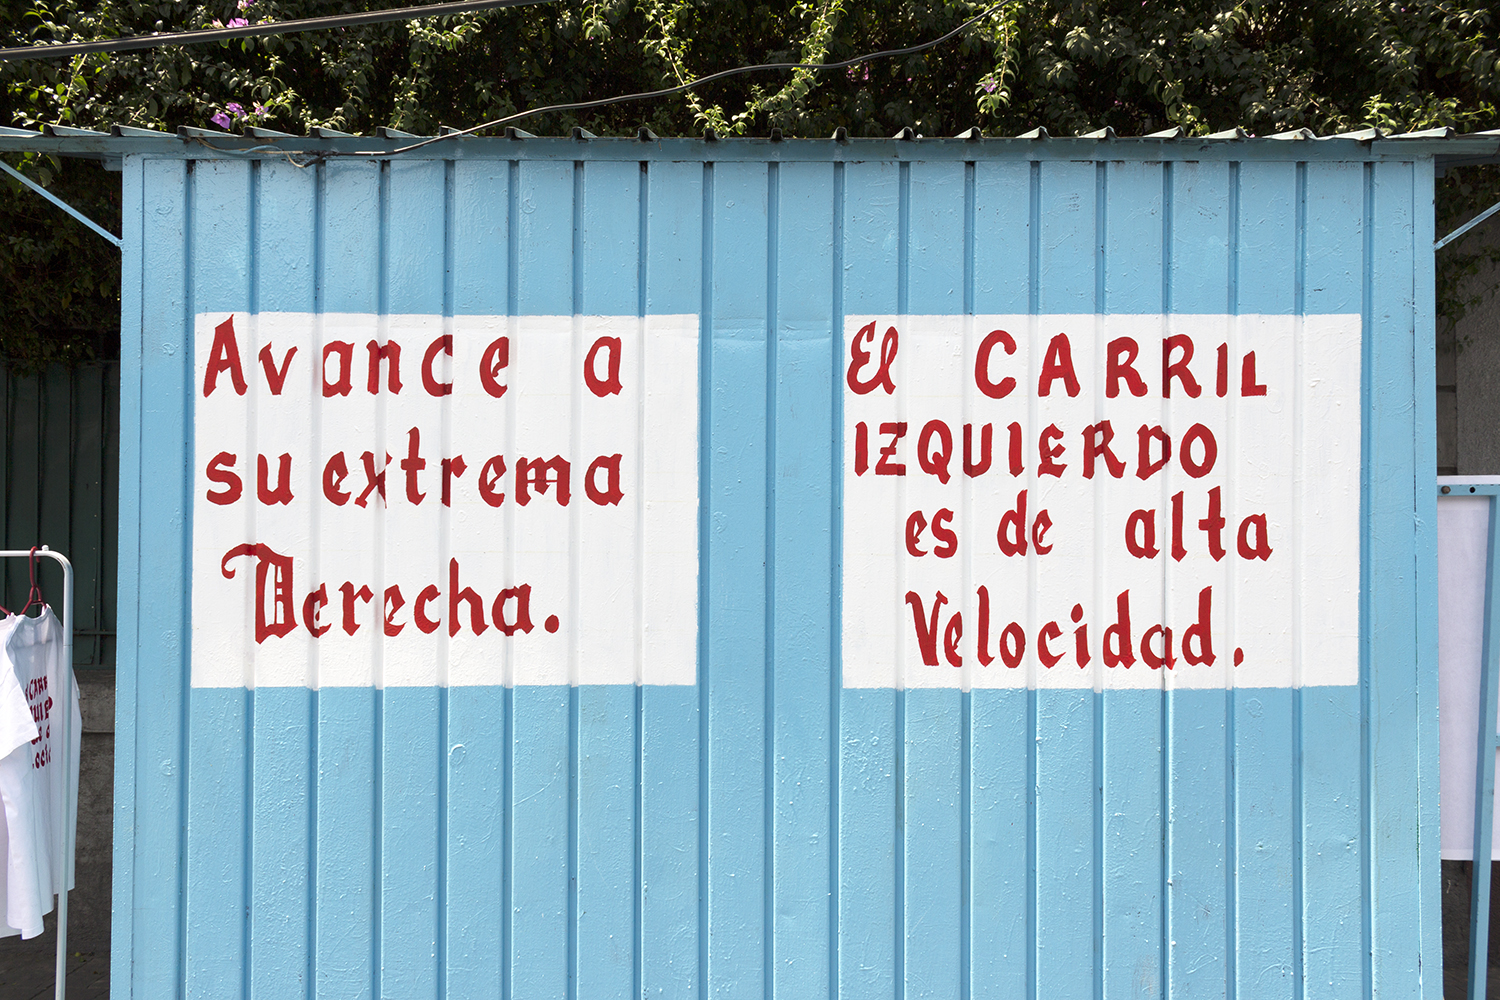 Avance a
su extrema
Derecha.
El CARRIL
IZQUIERDO
es de alta
Velocidad.